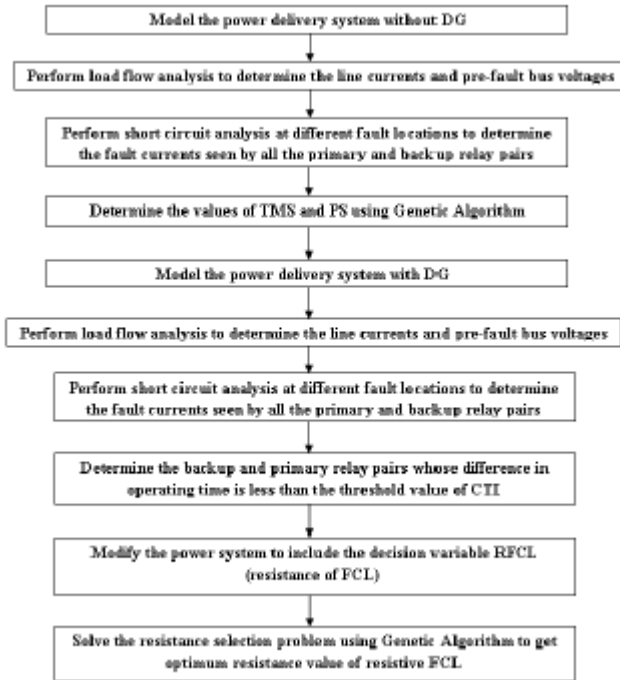 Model the power delivery system without DG
Perform load flow analysis to determine the line currents and pre-fault bus voltages
Perform short circuit analysis at different fault locations to determine
the fault currents seen by all the primary and backup relay pairs
Determine the values of TMS and PS using Genetic Algorithm
Model the power delivery system with DG
Perform load flow analysis to determine the line currents and pre-fault bus voltages
Perform short circuit analysis at different fault locations to determine
the fault currents seen by all the primary and backup relay pairs
Determine the backup and primary relay pairs whose difference in
operating time is less than the threshold value of CTI
Modify the power system to include the decision variable RFCL
(resistance of FCL)
Solve the resistance selection problem using Genetic Algorithm to get
optimum resistance value of resistive FCL